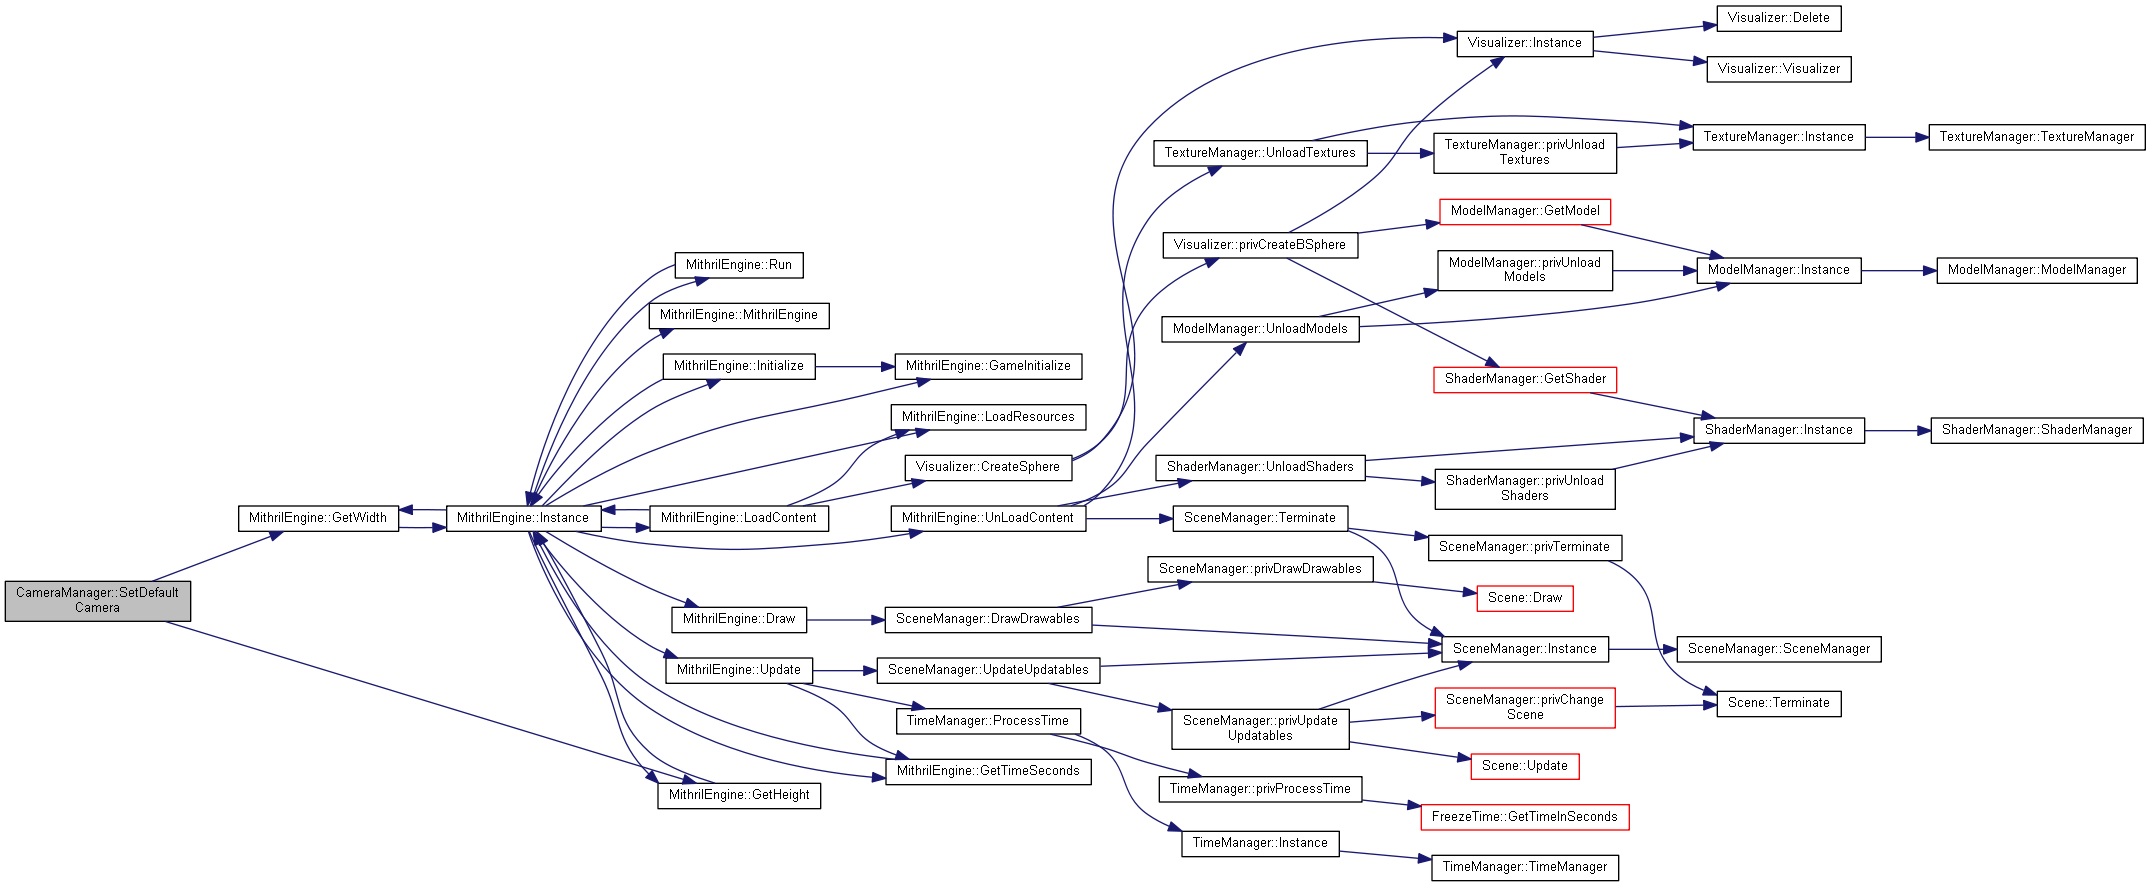 Visualizer::Delete
Visualizer::Instance
Visualizer::Visualizer
TextureManager::Instance
TextureManager::TextureManager
TextureManager::UnloadTextures
TextureManager::privUnload
Textures
ModelManager::GetModel
Visualizer::privCreateBSphere
ModelManager::privUnload
Models
ModelManager::Instance
ModelManager::ModelManager
MithrilEngine::Run
MithrilEngine::MithrilEngine
ModelManager::UnloadModels
MithrilEngine::Initialize
MithrilEngine::GameInitialize
ShaderManager::GetShader
MithrilEngine::LoadResources
ShaderManager::Instance
ShaderManager::ShaderManager
Visualizer::CreateSphere
ShaderManager::UnloadShaders
ShaderManager::privUnload
Shaders
MithrilEngine::GetWidth
MithrilEngine::Instance
MithrilEngine::LoadContent
MithrilEngine::UnLoadContent
SceneManager::Terminate
SceneManager::privTerminate
SceneManager::privDrawDrawables
Scene::Draw
CameraManager::SetDefault
Camera
MithrilEngine::Draw
SceneManager::DrawDrawables
SceneManager::Instance
SceneManager::SceneManager
MithrilEngine::Update
SceneManager::UpdateUpdatables
SceneManager::privChange
Scene
Scene::Terminate
TimeManager::ProcessTime
SceneManager::privUpdate
Updatables
Scene::Update
MithrilEngine::GetTimeSeconds
MithrilEngine::GetHeight
TimeManager::privProcessTime
FreezeTime::GetTimeInSeconds
TimeManager::Instance
TimeManager::TimeManager